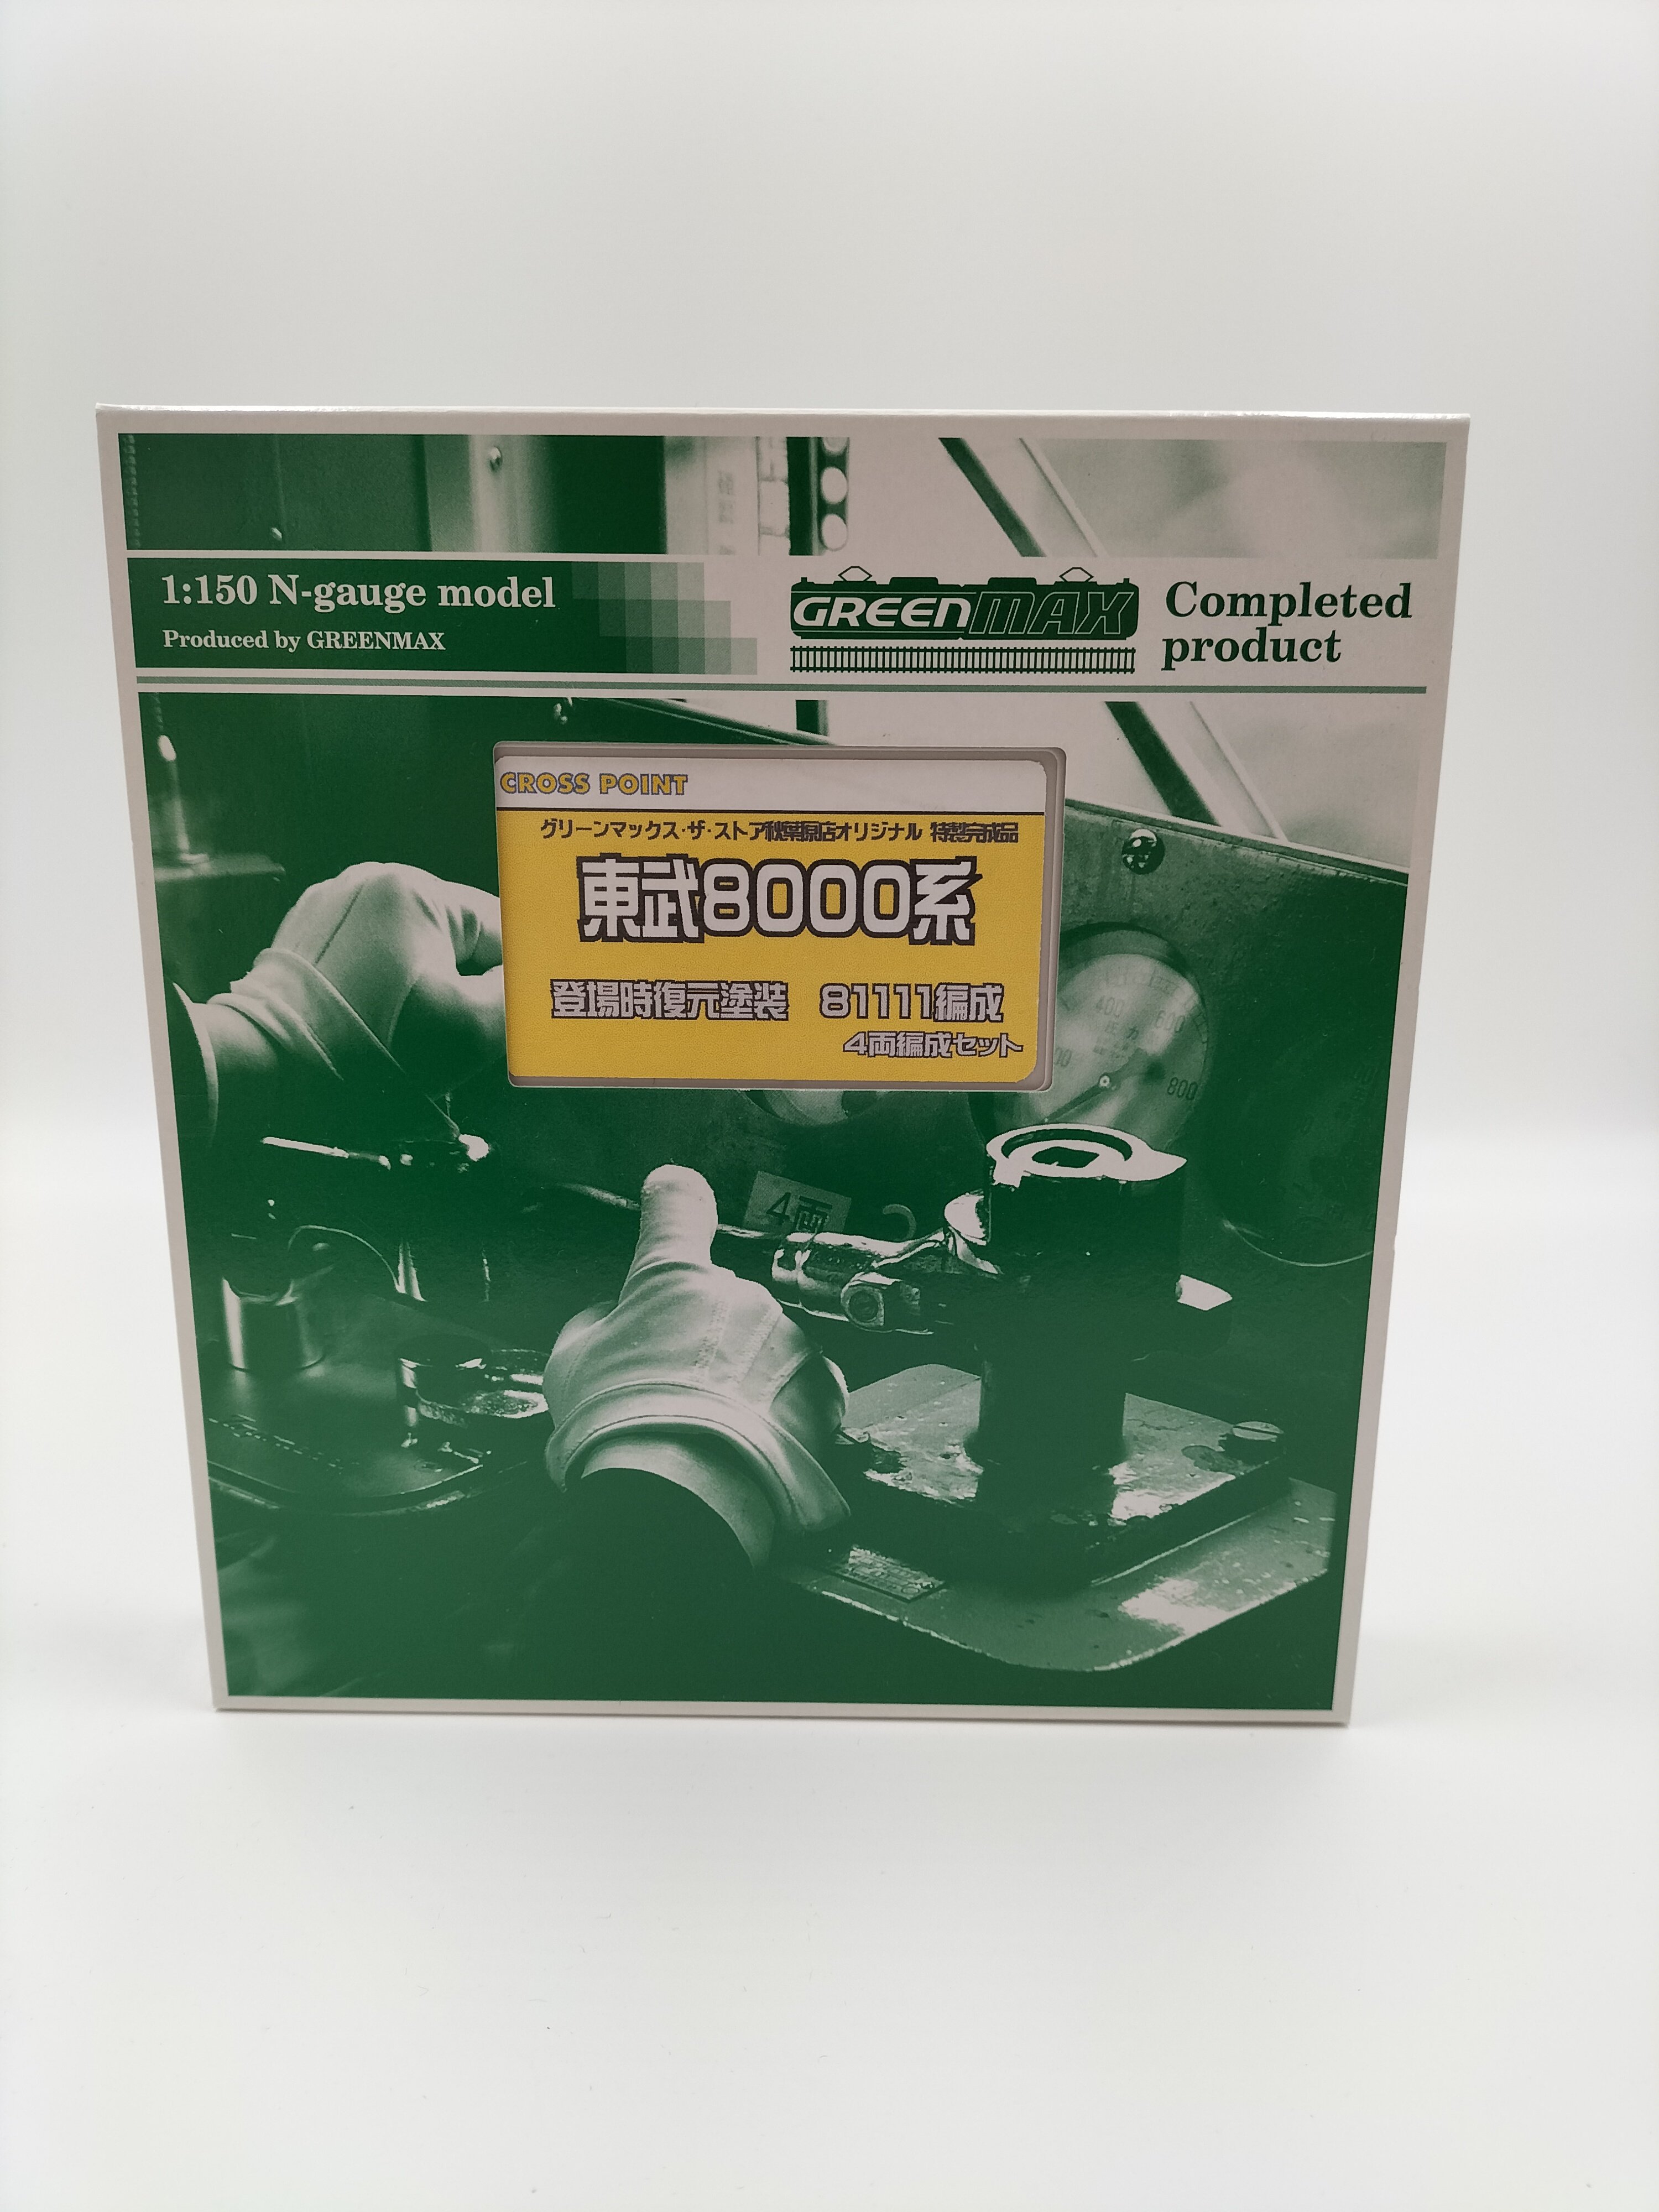 1:150 N-gauge model
Produced by GREENMAX
GREENMAX
Completed
product
CROSS POINT
グリーンマックス・ザ・ストア秋葉原店オリジナル 特製完成品
東武8000系
登場時復元塗装 81111編成
4両編成セット
400
600
800
4両